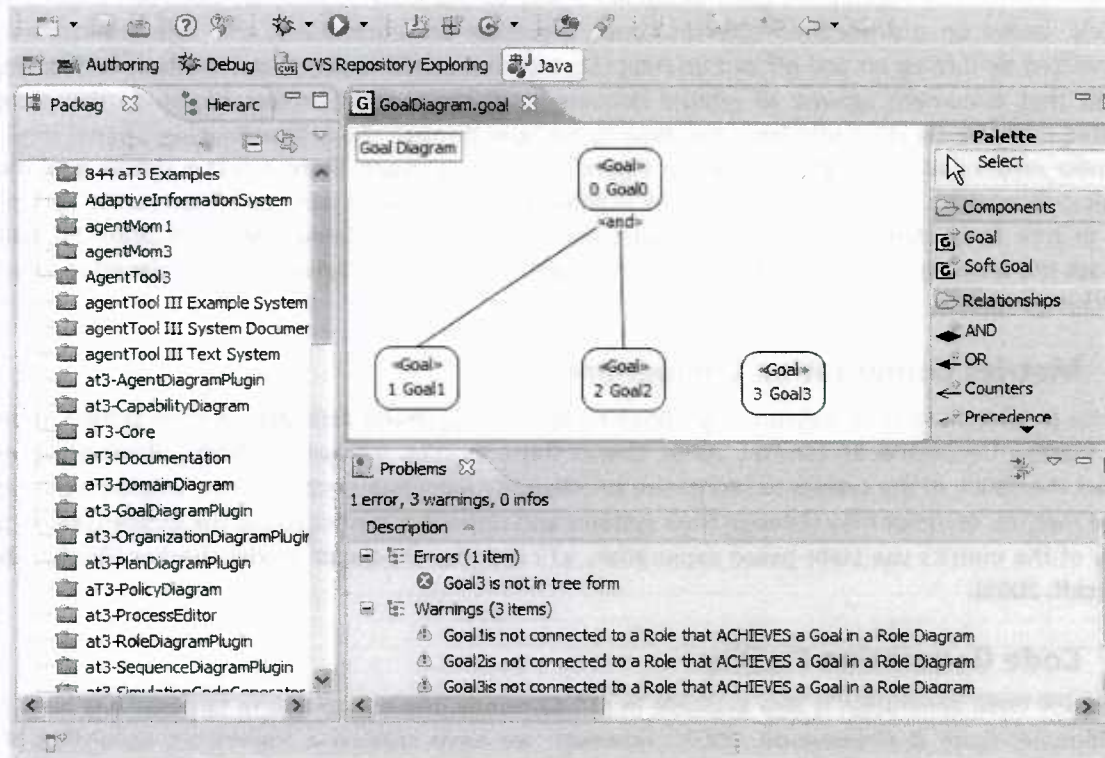 Authoring Debug CVS Repository Exploring Java
Packag Hierarc
844 aT3 Examples
AdaptiveInformationSystem
agentMom1
agentMom3
AgentTool3
agentTool III Example System
agentTool III System Documer
agentTool III Text System
at3-AgentDiagramPlugin
at3-CapabilityDiagram
aT3-Core
aT3-Documentation
aT3-DomainDiagram
at3-GoalDiagramPlugin
at3-OrganizationDiagramPlugir
at3-PlanDiagramPlugin
aT3-PolicyDiagram
at3-ProcessEditor
at3-RoleDiagramPlugin
at3-SequenceDiagramPlugin
at3-SimulationCodeGenerator
G GoalDiagram.goal
Goal Diagram
«Goal»
0 Goal0
«and»
«Goal»
1 Goal1
«Goal»
2 Goal2
«Goal»
3 Goal3
Palette
Select
Components
G Goal
G Soft Goal
Relationships
AND
OR
Counters
Precedence
Problems
1 error, 3 warnings, 0 infos
Description
Errors (1 item)
Goal3 is not in tree form
Warnings (3 items)
Goal1is not connected to a Role that ACHIEVES a Goal in a Role Diagram
Goal2is not connected to a Role that ACHIEVES a Goal in a Role Diagram
Goal3is not connected to a Role that ACHIEVES a Goal in a Role Diagram